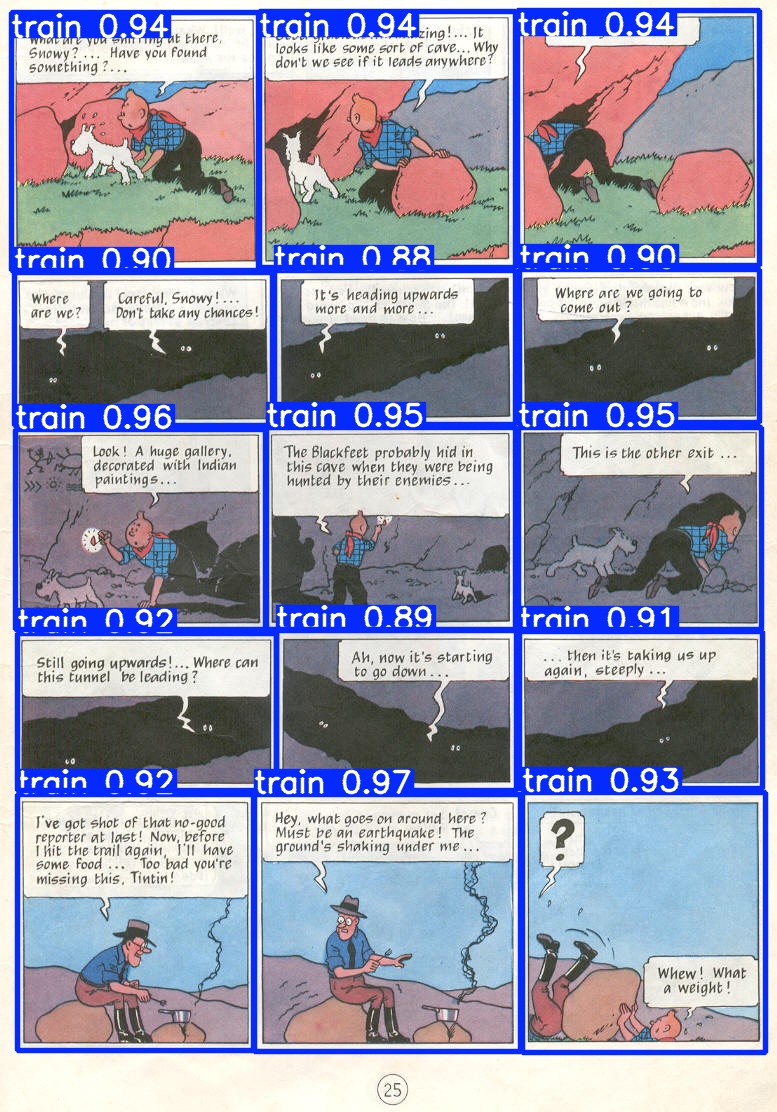 train 0.94
train 0.94
train 0.94
What are you sniffing at there,
Snowy?... Have you found
something?...
It
looks like some sort of cave... Why
don't we see if it leads anywhere?
train 0.90
train 0.88
train 0.90
Where
are we?
Careful, Snowy!...
Don't take any chances!
It's heading upwards
more and more...
Where are we going to
come out?
train 0.96
train 0.95
train 0.95
Look! A huge gallery,
decorated with Indian
paintings...
The Blackfeet probably hid in
this cave when they were being
hunted by their enemies...
This is the other exit ...
train 0.92
train 0.89
train 0.91
Still going upwards!... Where can
this tunnel be leading?
Ah, now it's starting
to go down...
... then it's taking us up
again, steeply ...
train 0.92
train 0.97
train 0.93
I've got shot of that no-good
reporter at last! Now, before
I hit the trail again, I'll have
some food ... Too bad you're
missing this, Tintin!
Hey, what goes on around here?
Must be an earthquake! The
ground's shaking under me ...
?
Whew! What
a weight!
25